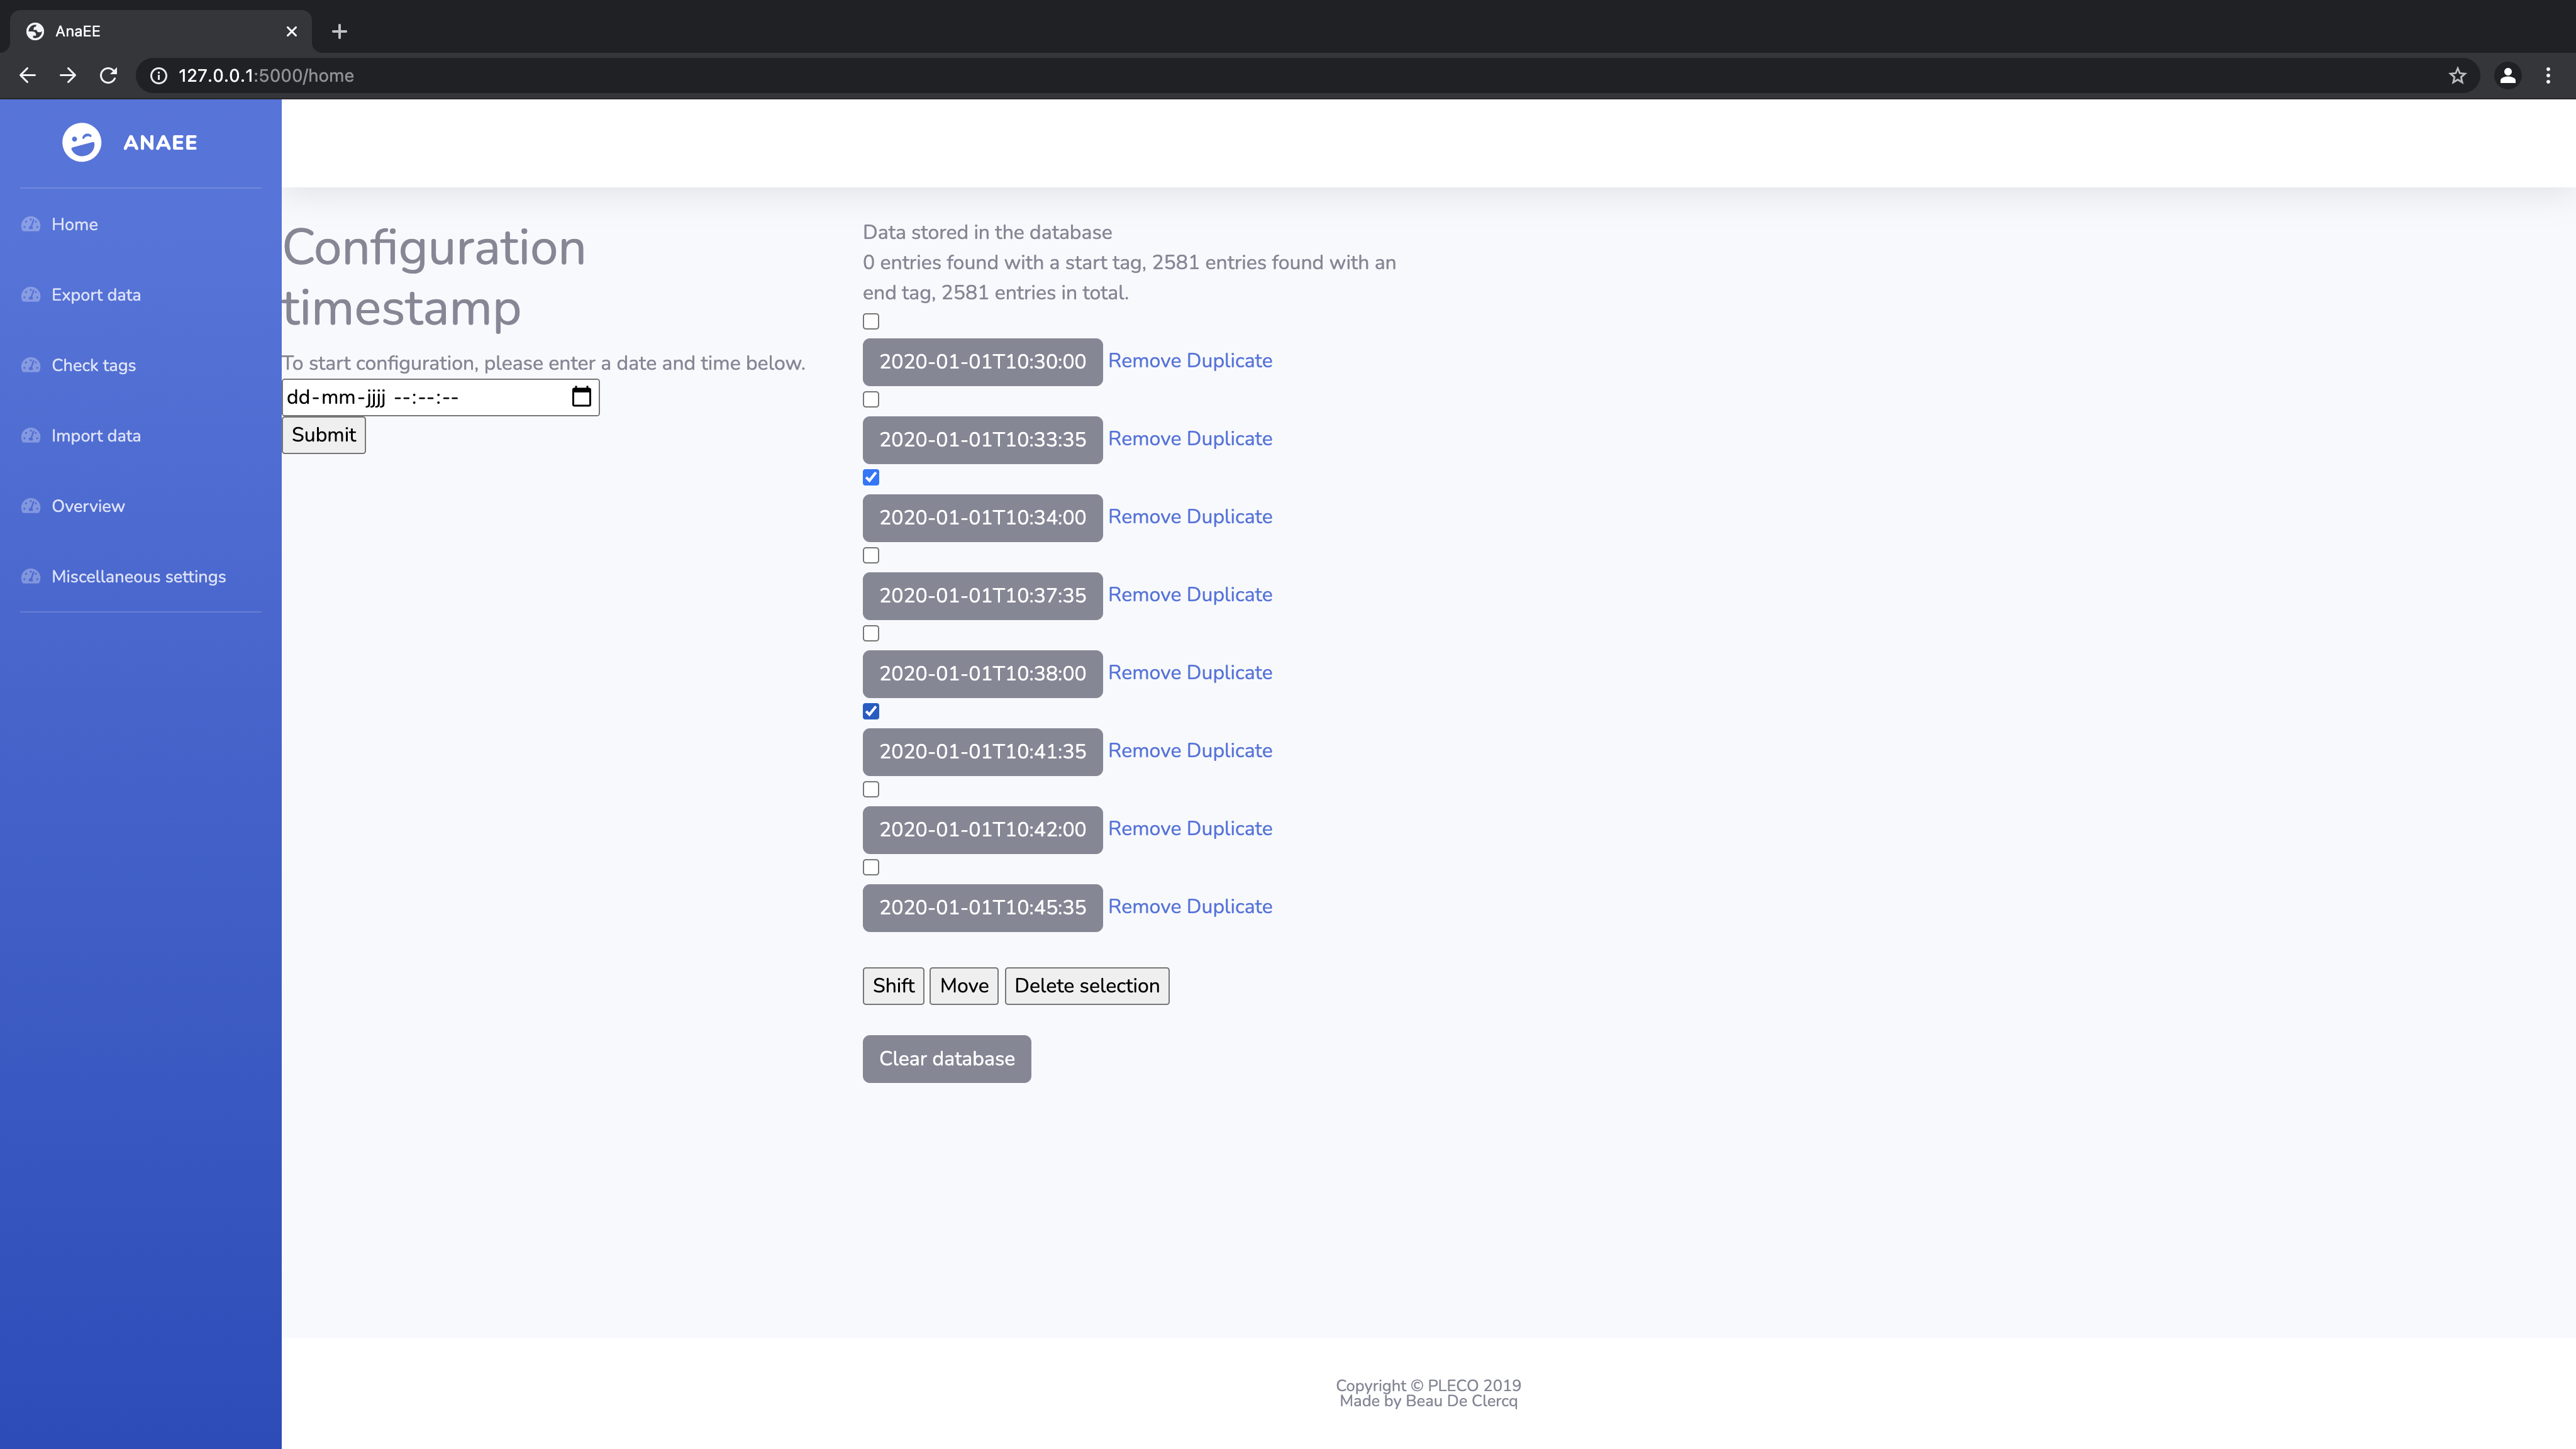 AnaEE
127.0.0.1:5000/home
ANAEE
Home
Export data
Check tags
Import data
Overview
Miscellaneous settings
Configuration
timestamp
To start configuration, please enter a date and time below.
dd-mm-jjjj --:--:--
Submit
Data stored in the database
0 entries found with a start tag, 2581 entries found with an
end tag, 2581 entries in total.
2020-01-01T10:30:00 Remove Duplicate
2020-01-01T10:33:35 Remove Duplicate
2020-01-01T10:34:00 Remove Duplicate
2020-01-01T10:37:35 Remove Duplicate
2020-01-01T10:38:00 Remove Duplicate
2020-01-01T10:41:35 Remove Duplicate
2020-01-01T10:42:00 Remove Duplicate
2020-01-01T10:45:35 Remove Duplicate
Shift Move Delete selection
Clear database
Copyright © PLECO 2019
Made by Beau De Clercq